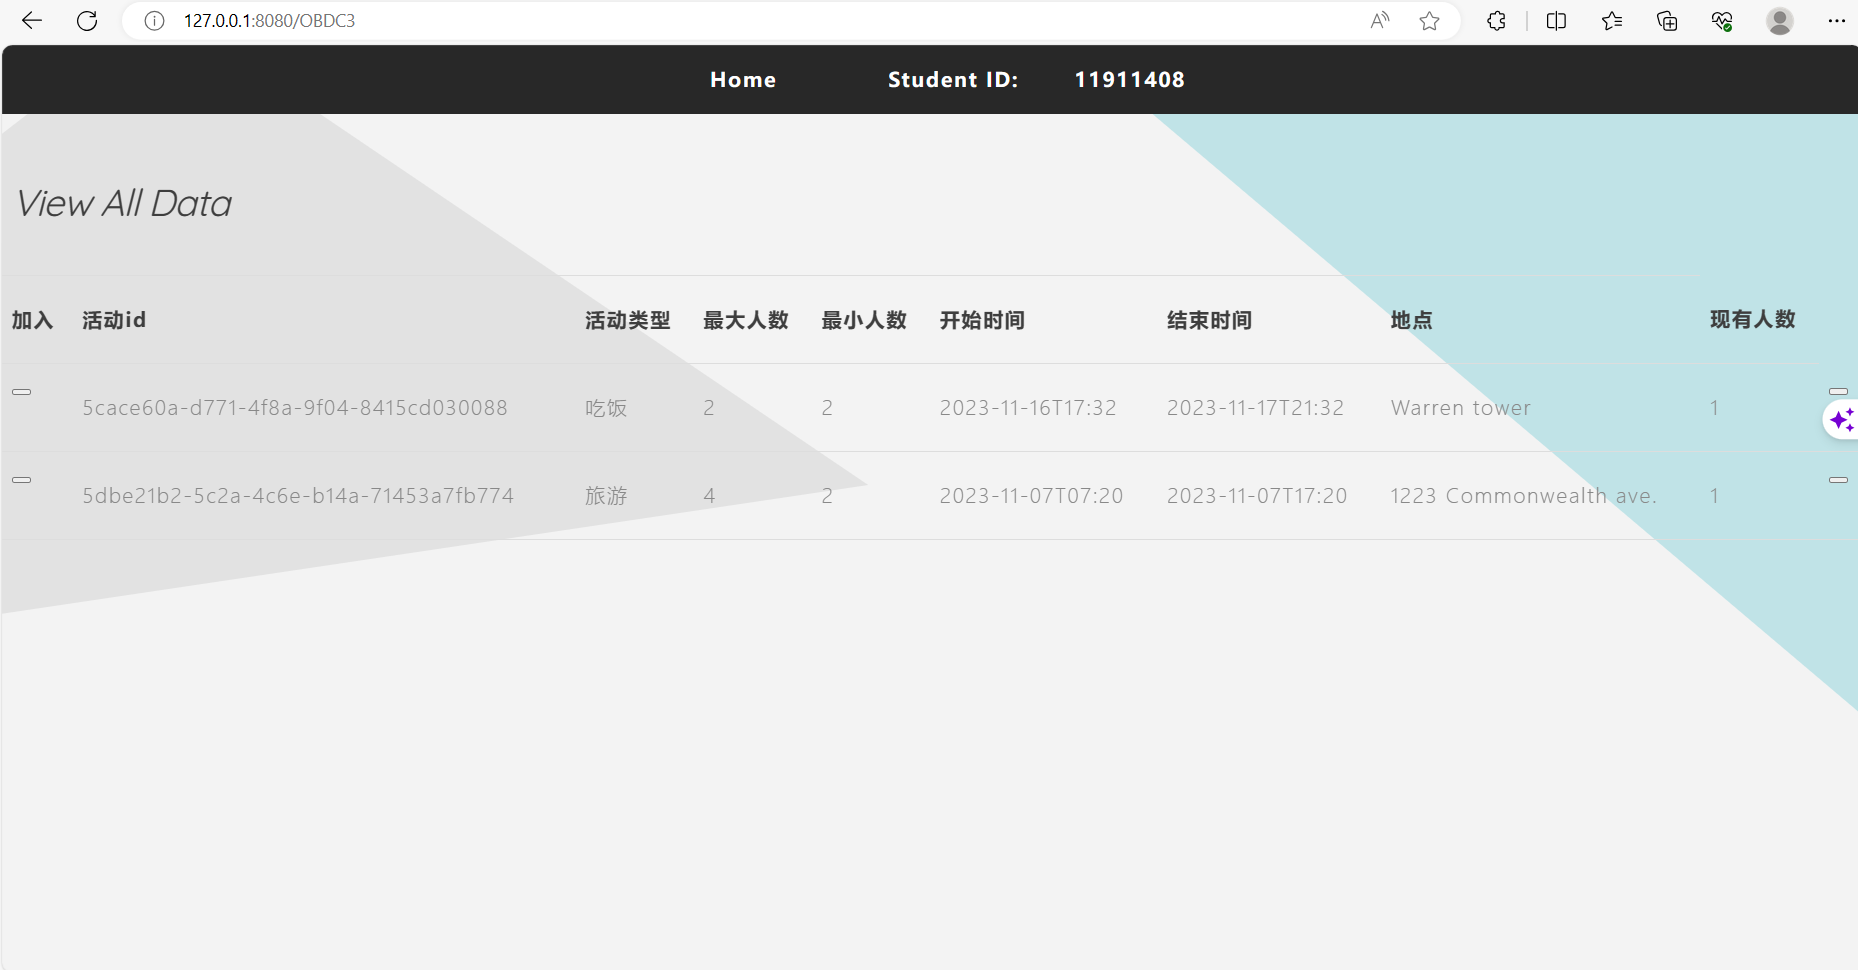 127.0.0.1:8080/OBDC3
Home Student ID: 11911408
View All Data
加入 活动id 活动类型 最大人数 最小人数 开始时间 结束时间 地点 现有人数
5cace60a-d771-4f8a-9f04-8415cd030088 吃饭 2 2 2023-11-16T17:32 2023-11-17T21:32 Warren tower 1
5dbe21b2-5c2a-4c6e-b14a-71453a7fb774 旅游 4 2 2023-11-07T07:20 2023-11-07T17:20 1223 Commonwealth ave. 1